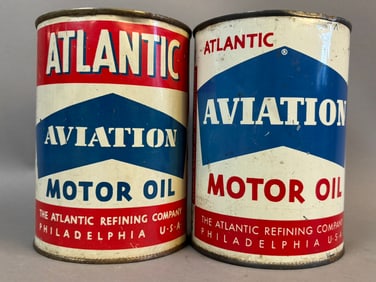 ATLANTIC
AVIATION
MOTOR OIL
THE ATLANTIC REFINING COMPANY
PHILADELPHIA U·S·A
ATLANTIC
®
AVIATION
MOTOR OIL
THE ATLANTIC REFINING COMPANY
PHILADELPHIA U·S·A·